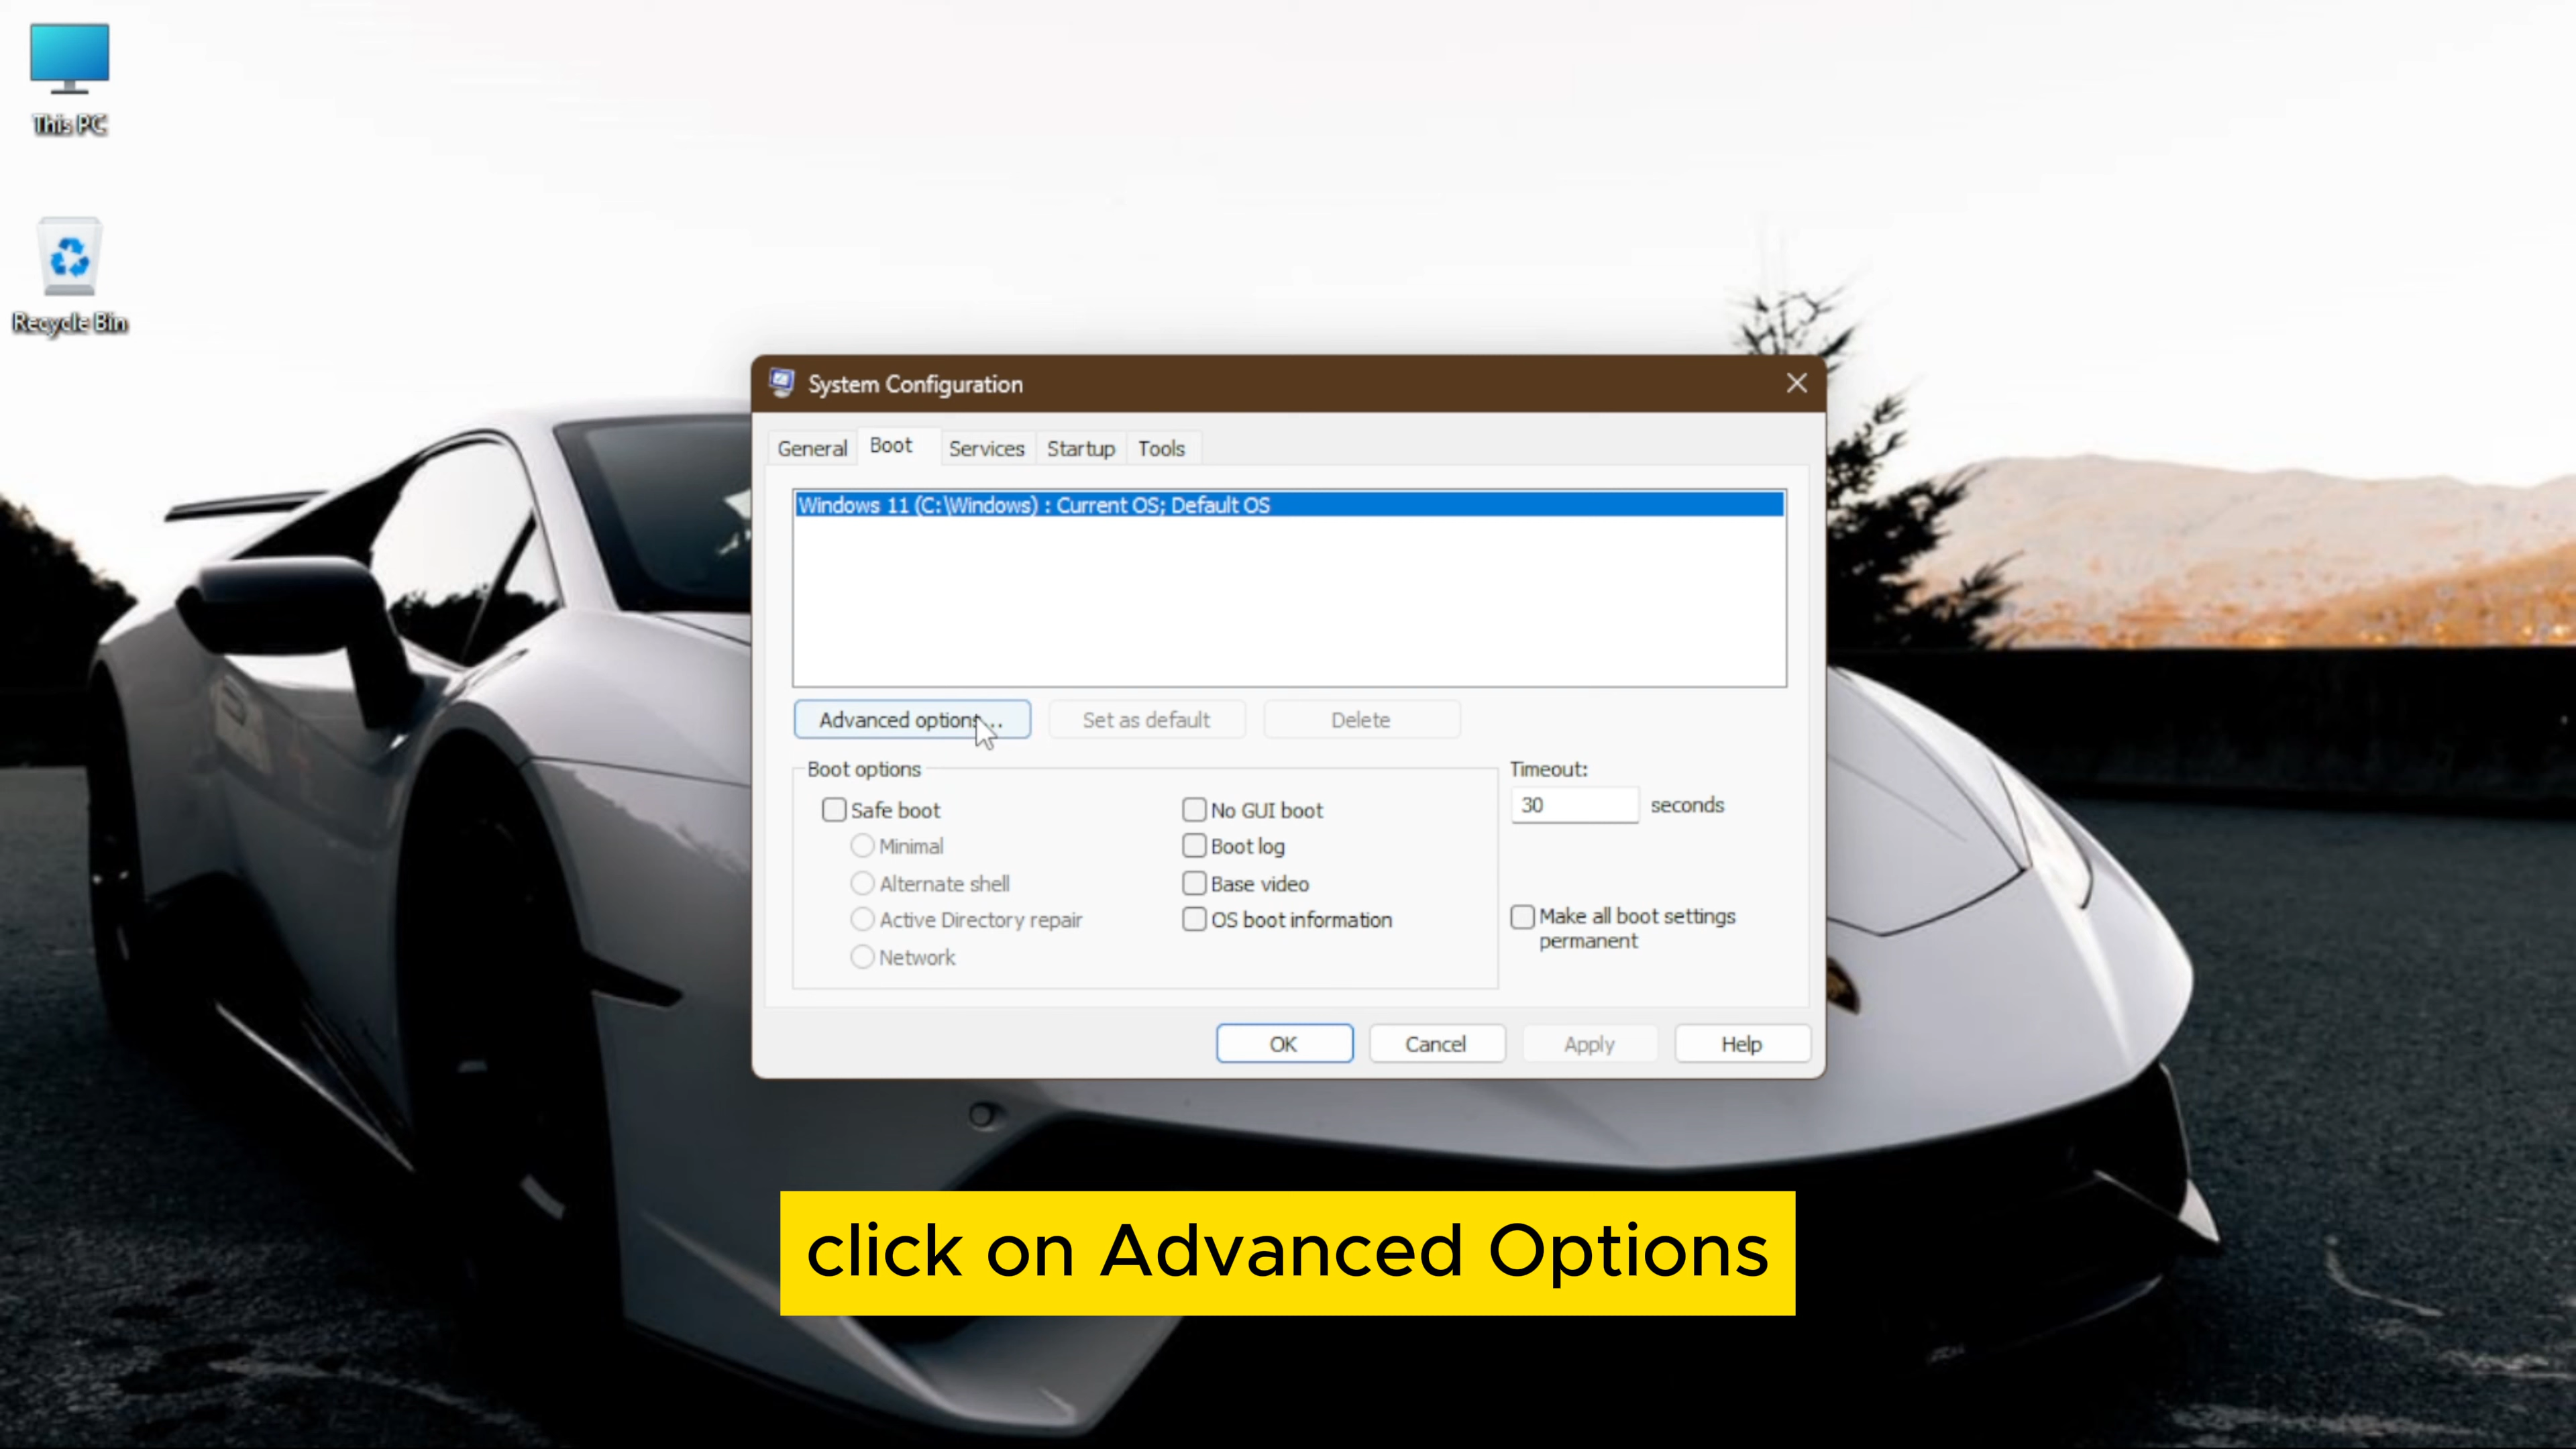 This PC
Recycle Bin
System Configuration
General Boot Services Startup Tools
Windows 11 (C:\Windows) : Current OS; Default OS
Advanced options... Set as default Delete
Boot options
Timeout:
Safe boot
No GUI boot
30 seconds
Minimal
Boot log
Alternate shell
Base video
Active Directory repair
OS boot information
Make all boot settings
permanent
Network
OK Cancel Apply Help
click on Advanced Options